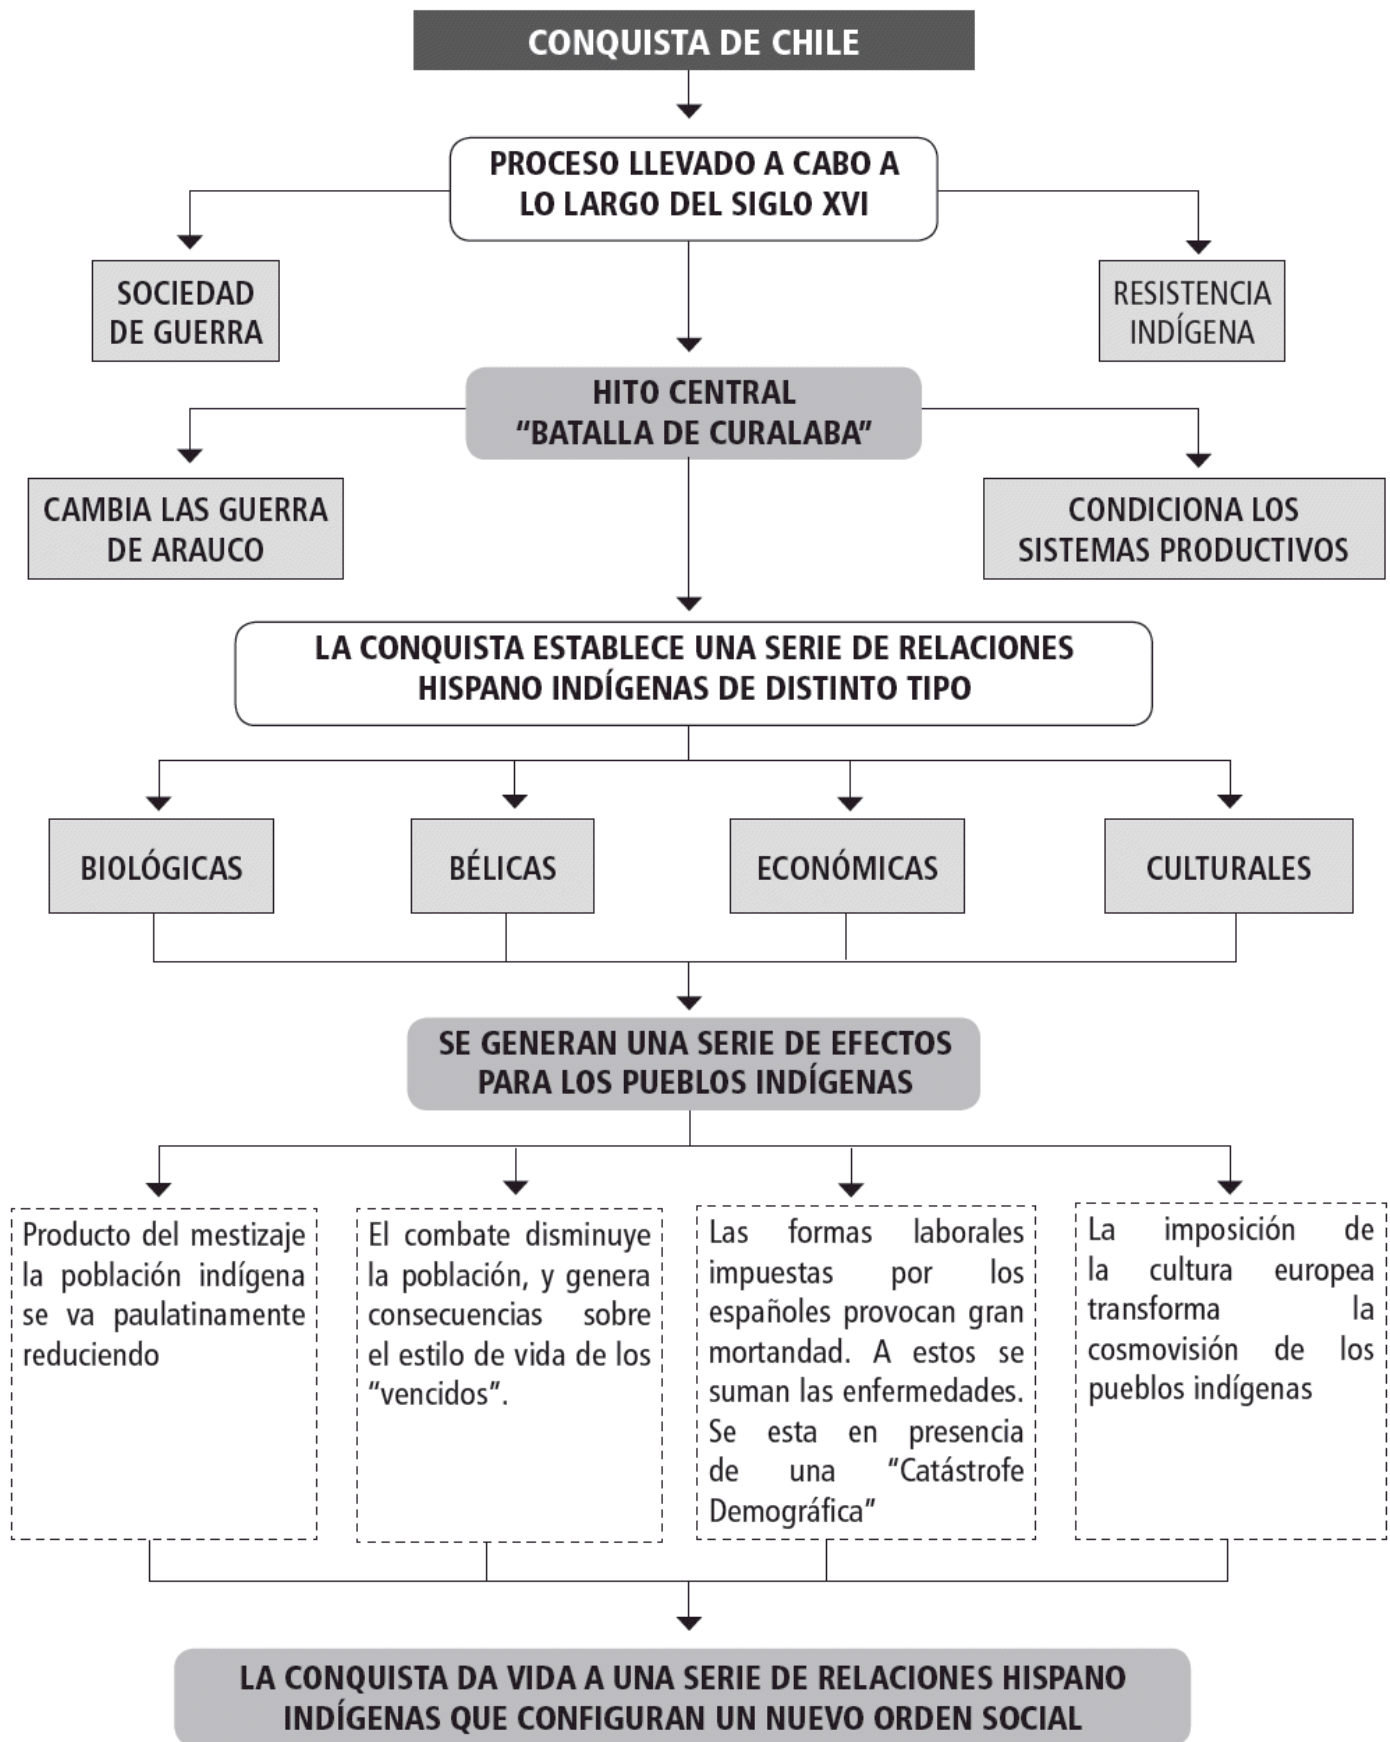 CONQUISTA DE CHILE
PROCESO LLEVADO A CABO A
LO LARGO DEL SIGLO XVI
SOCIEDAD
DE GUERRA
RESISTENCIA
INDÍGENA
HITO CENTRAL
“BATALLA DE CURALABA”
CAMBIA LAS GUERRA
DE ARAUCO
CONDICIONA LOS
SISTEMAS PRODUCTIVOS
LA CONQUISTA ESTABLECE UNA SERIE DE RELACIONES
HISPANO INDÍGENAS DE DISTINTO TIPO
BIOLÓGICAS
BÉLICAS
ECONÓMICAS
CULTURALES
SE GENERAN UNA SERIE DE EFECTOS
PARA LOS PUEBLOS INDÍGENAS
Producto del mestizaje
la población indígena
se va paulatinamente
reduciendo
El combate disminuye
la población, y genera
consecuencias sobre
el estilo de vida de los
“vencidos”.
Las formas laborales
impuestas por los
españoles provocan gran
mortandad. A estos se
suman las enfermedades.
Se esta en presencia
de una “Catástrofe
Demográfica”
La imposición de
la cultura europea
transforma la
cosmovisión de los
pueblos indígenas
LA CONQUISTA DA VIDA A UNA SERIE DE RELACIONES HISPANO
INDÍGENAS QUE CONFIGURAN UN NUEVO ORDEN SOCIAL